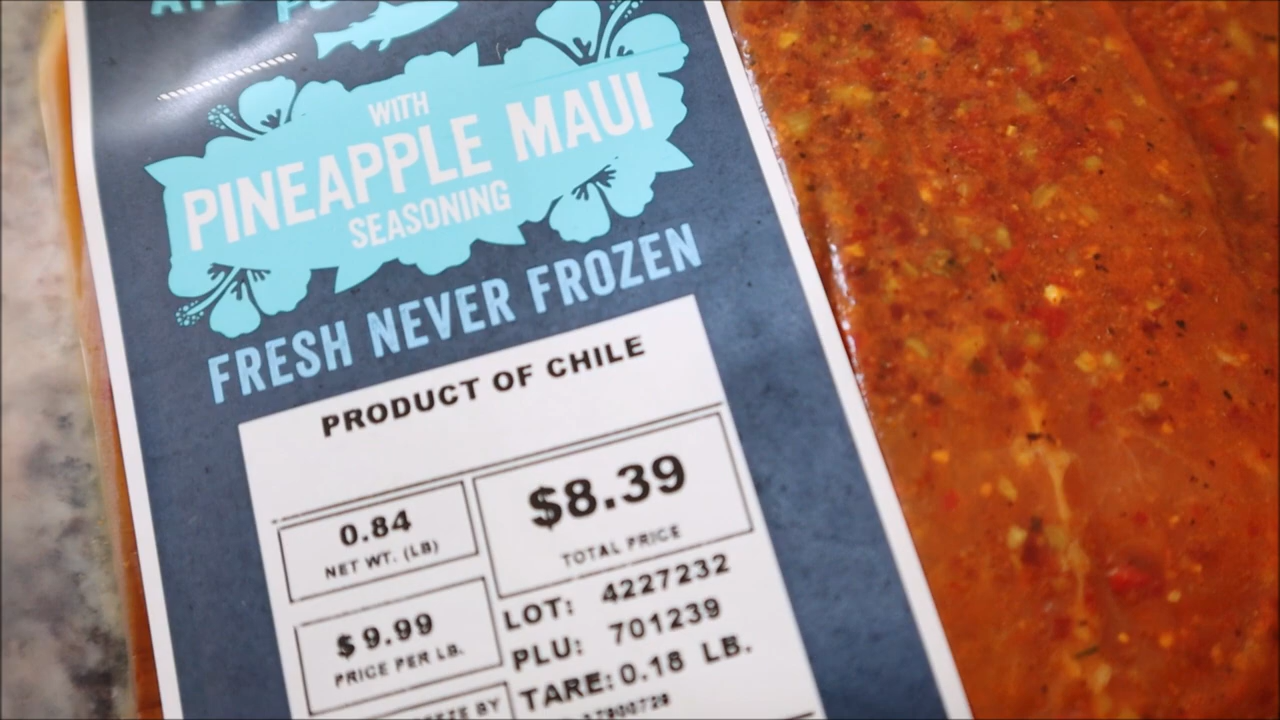 WITH
PINEAPPLE MAUI
SEASONING
FRESH NEVER FROZEN
PRODUCT OF CHILE
0.84
NET WT. (LB)
$8.39
TOTAL PRICE
$9.99
PRICE PER LB.
LOT: 4227232
PLU: 701239
TARE: 0.18 LB.
BY